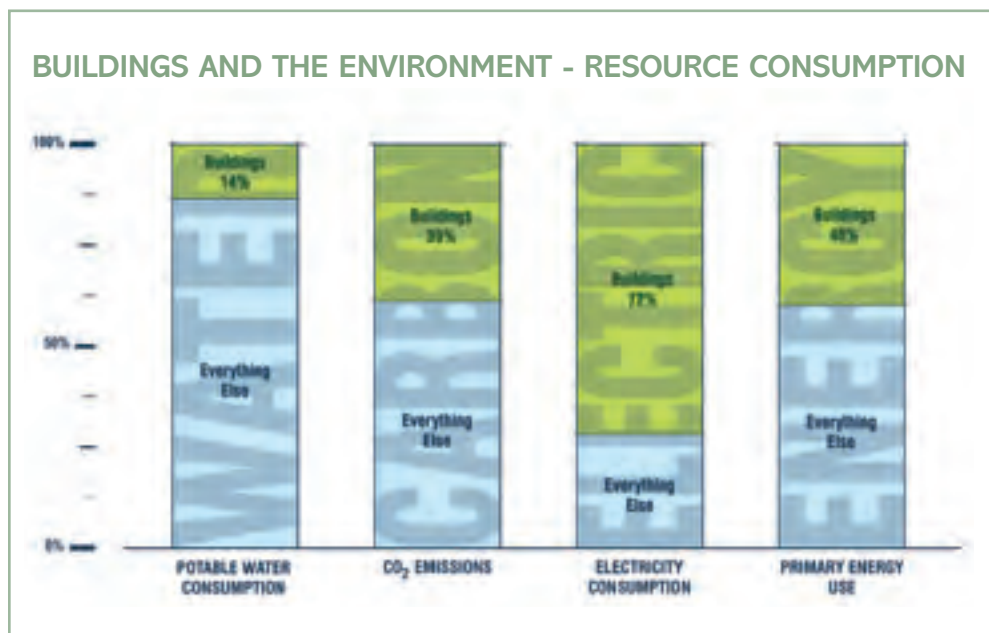 BUILDINGS AND THE ENVIRONMENT - RESOURCE CONSUMPTION
100%
50%
0%
WATER
Buildings
14%
Everything
Else
POTABLE WATER
CONSUMPTION
CARBON
Buildings
39%
Everything
Else
CO₂ EMISSIONS
ELECTRIC
Buildings
72%
Everything
Else
ELECTRICITY
CONSUMPTION
ENERGY
Buildings
40%
Everything
Else
PRIMARY ENERGY
USE